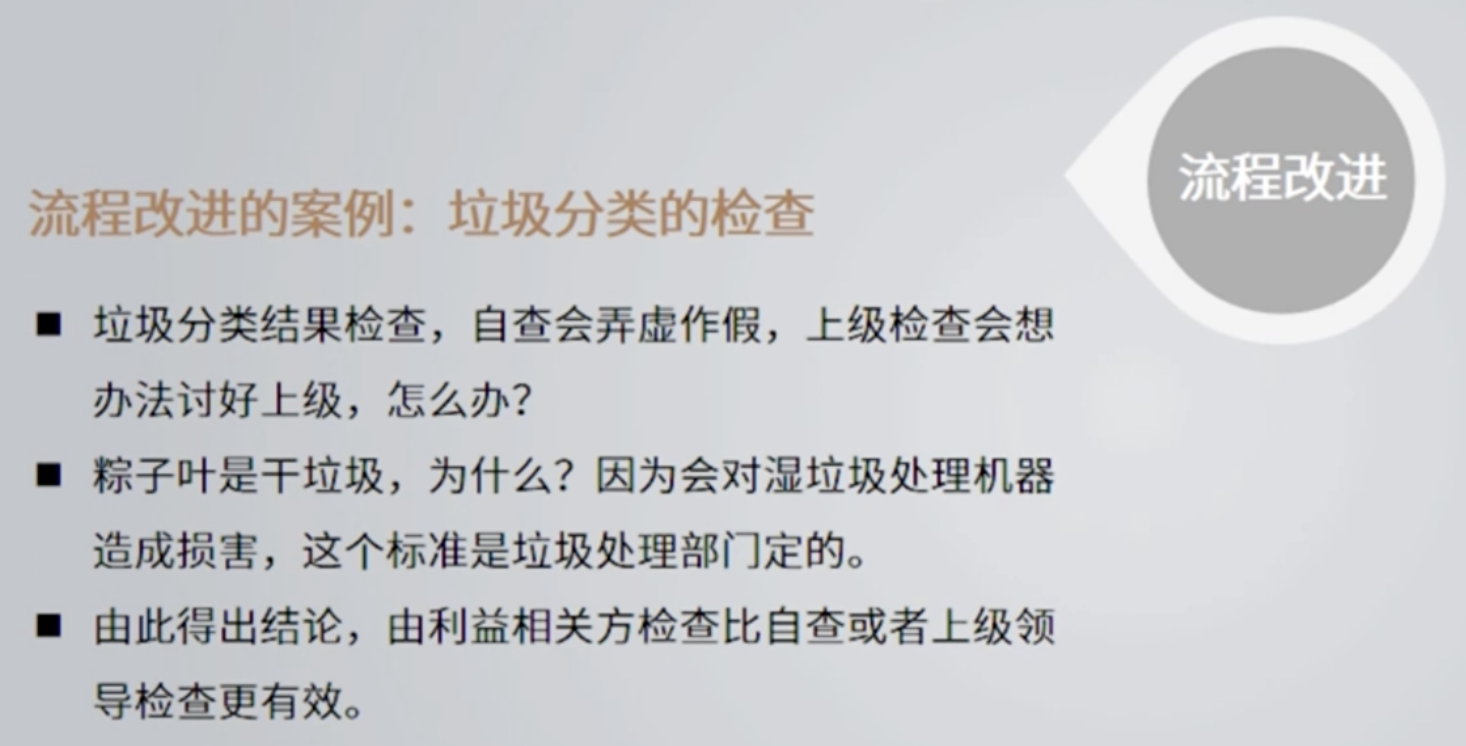 流程改进
流程改进的案例：垃圾分类的检查
■ 垃圾分类结果检查，自查会弄虚作假，上级检查会想
办法讨好上级，怎么办？
■ 粽子叶是干垃圾，为什么？因为会对湿垃圾处理机器
造成损害，这个标准是垃圾处理部门定的。
■ 由此得出结论，由利益相关方检查比自查或者上级领
导检查更有效。